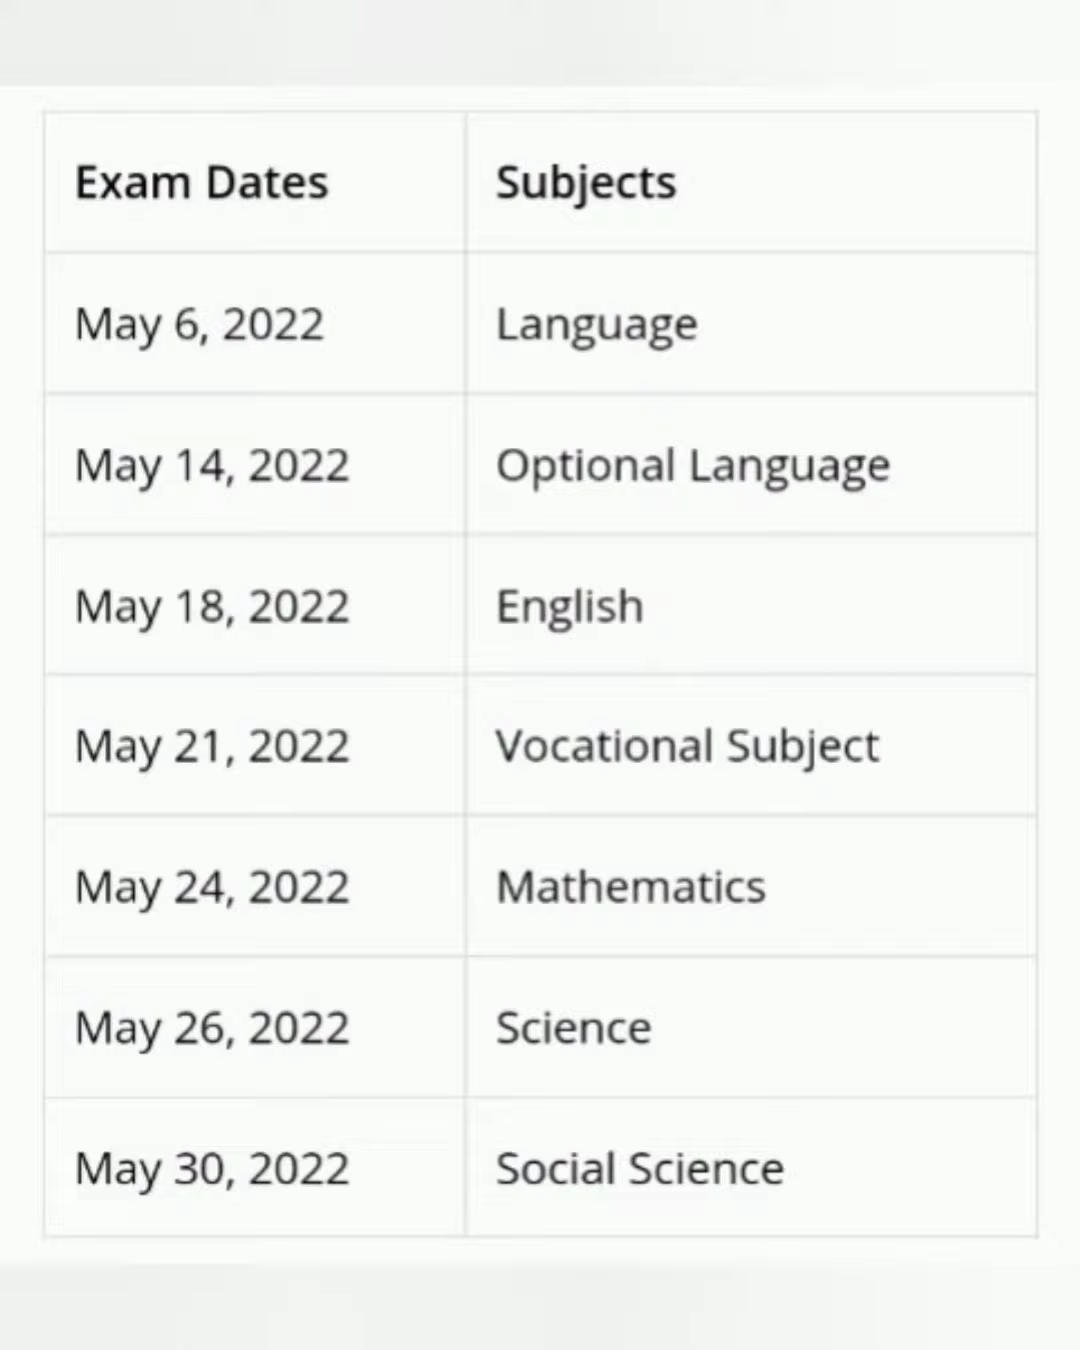 Exam Dates Subjects
May 6, 2022 Language
May 14, 2022 Optional Language
May 18, 2022 English
May 21, 2022 Vocational Subject
May 24, 2022 Mathematics
May 26, 2022 Science
May 30, 2022 Social Science